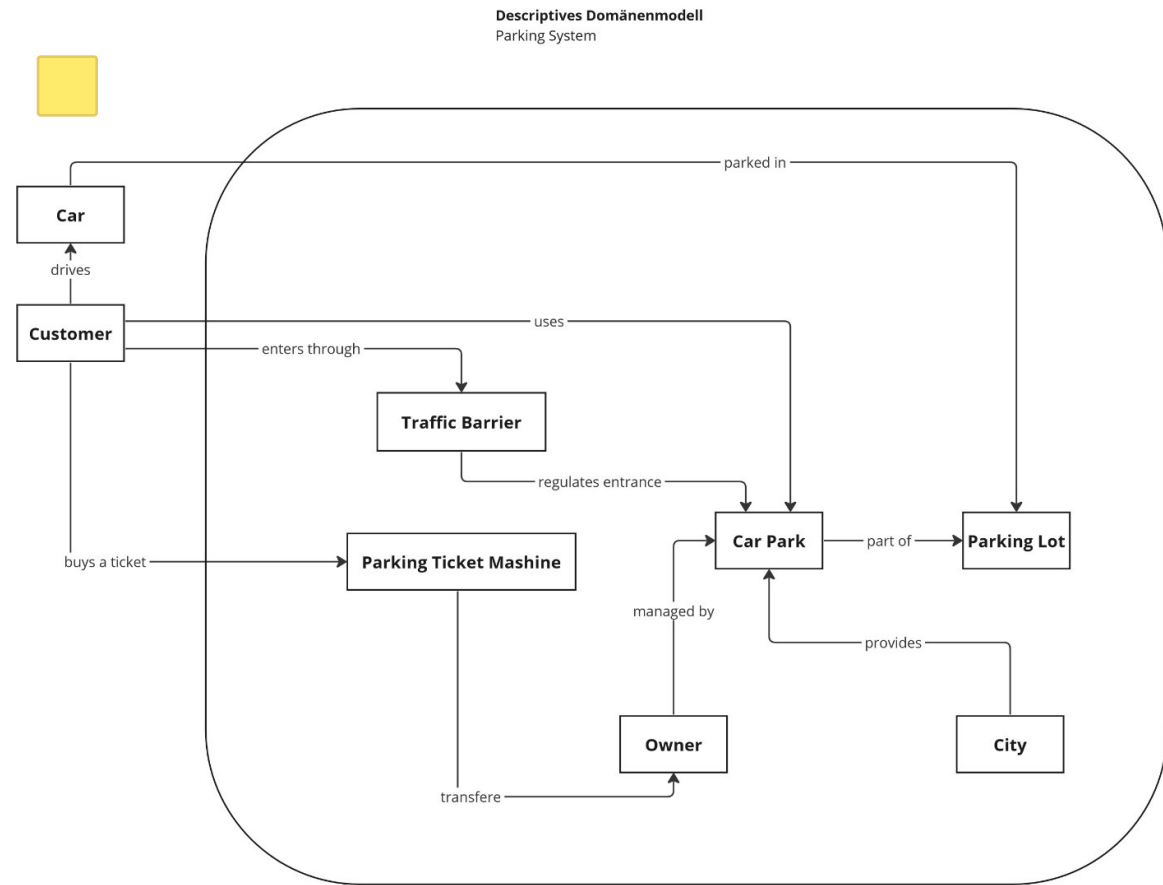 Descriptives Domänenmodell
Parking System
parked in
Car
drives
Customer
uses
enters through
Traffic Barrier
regulates entrance
Car Park
part of
Parking Lot
buys a ticket
Parking Ticket Mashine
managed by
provides
Owner
City
transfere